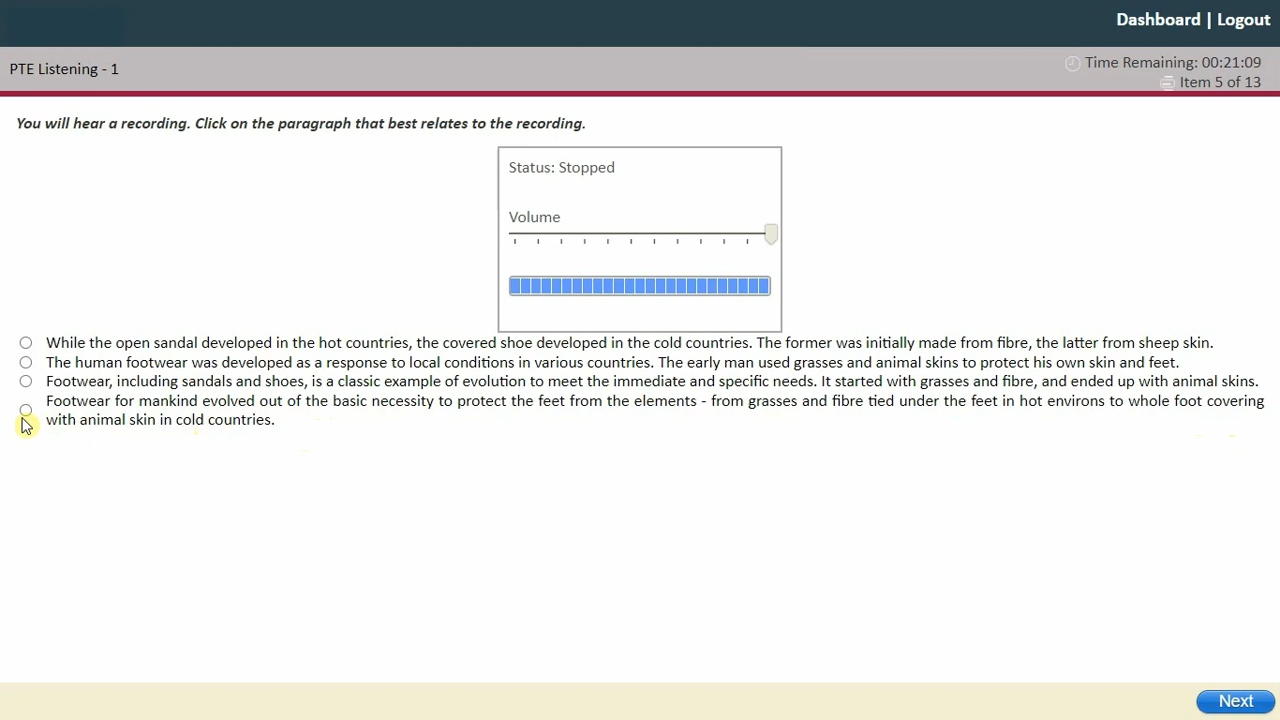 Dashboard | Logout
PTE Listening - 1
Time Remaining: 00:21:09
Item 5 of 13
You will hear a recording. Click on the paragraph that best relates to the recording.
Status: Stopped
Volume
While the open sandal developed in the hot countries, the covered shoe developed in the cold countries. The former was initially made from fibre, the latter from sheep skin.
The human footwear was developed as a response to local conditions in various countries. The early man used grasses and animal skins to protect his own skin and feet.
Footwear, including sandals and shoes, is a classic example of evolution to meet the immediate and specific needs. It started with grasses and fibre, and ended up with animal skins.
Footwear for mankind evolved out of the basic necessity to protect the feet from the elements - from grasses and fibre tied under the feet in hot environs to whole foot covering
with animal skin in cold countries.
Next